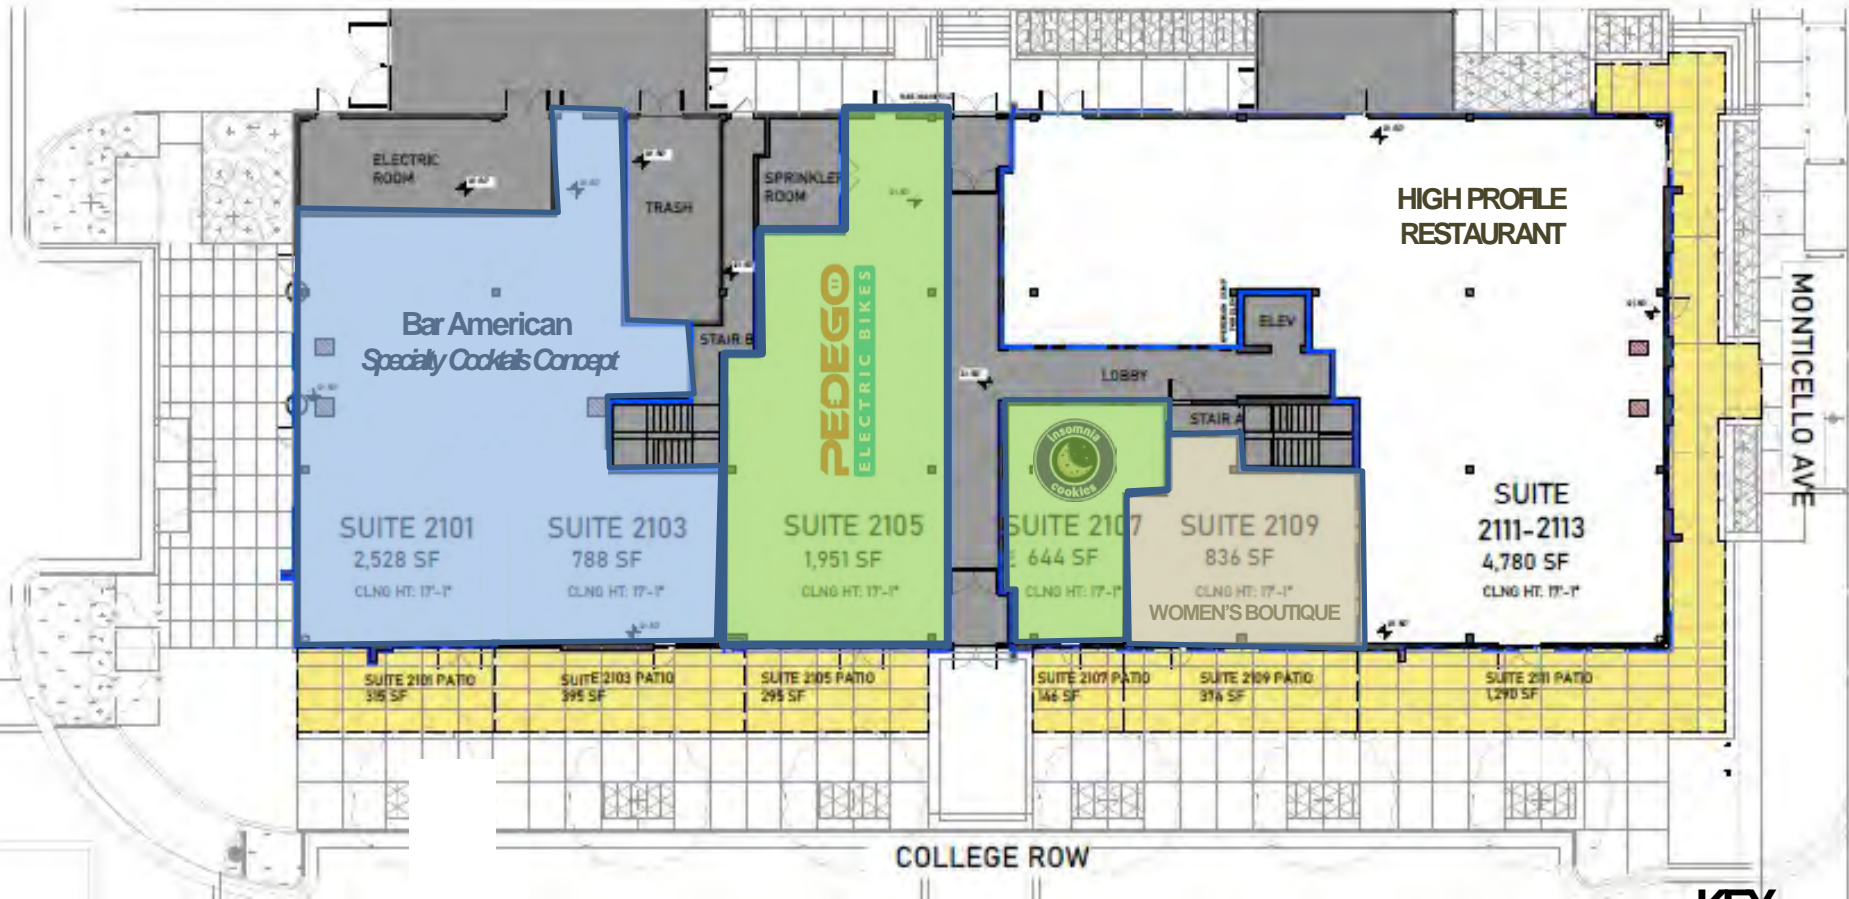 ELECTRIC
ROOM
TRASH
SPRINKLER
ROOM
HIGH PROFILE
RESTAURANT
Bar American
Specialty Cocktails Concept
STAIR B
PEDEGO
ELECTRIC BIKES
ELEV
LOBBY
STAIR A
insomnia
cookies
MONTICELLO AVE
SUITE 2101
2,528 SF
CLNG HT: 17'-1"
SUITE 2103
788 SF
CLNG HT: 17'-1"
SUITE 2105
1,951 SF
CLNG HT: 17'-1"
SUITE 2107
644 SF
CLNG HT: 17'-1"
SUITE 2109
836 SF
CLNG HT: 17'-1"
WOMEN'S BOUTIQUE
SUITE
2111-2113
4,780 SF
CLNG HT: 17'-1"
SUITE 2101 PATIO
315 SF
SUITE 2103 PATIO
395 SF
SUITE 2105 PATIO
295 SF
SUITE 2107 PATIO
146 SF
SUITE 2109 PATIO
376 SF
SUITE 2111 PATIO
1,290 SF
COLLEGE ROW
KEY